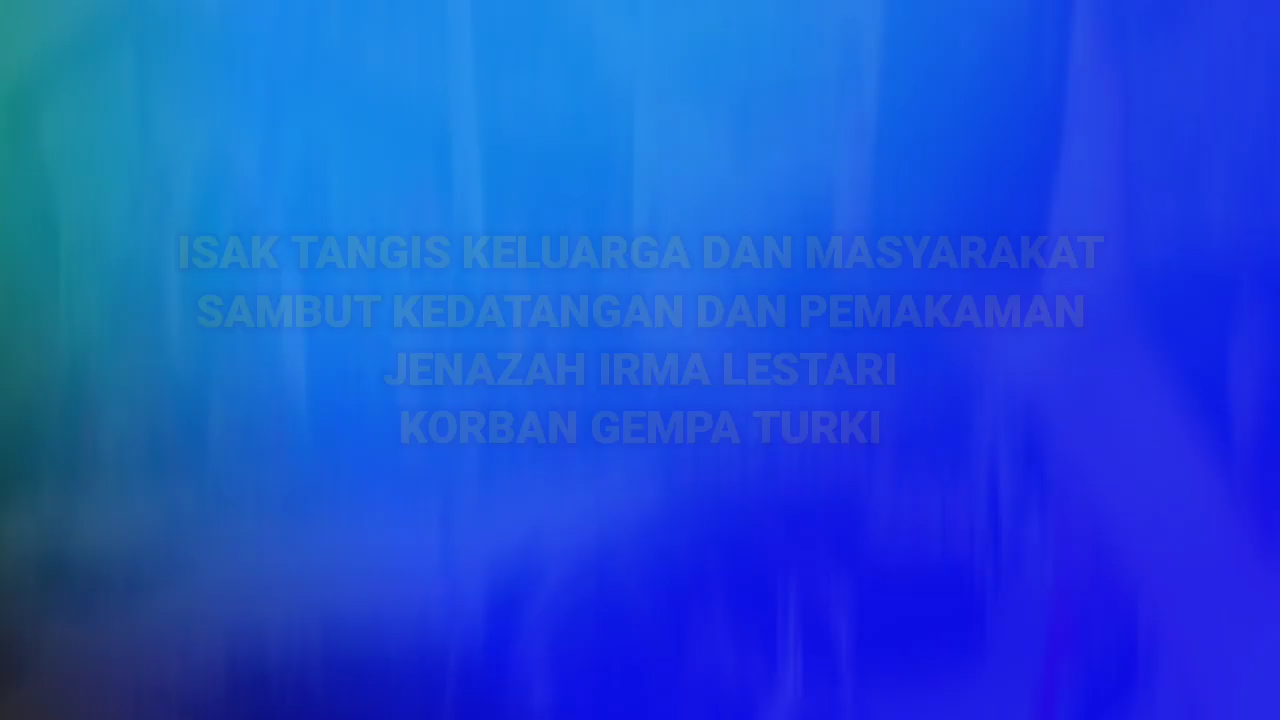 ISAK TANGIS KELUARGA DAN MASYARAKAT
SAMBUT KEDATANGAN DAN PEMAKAMAN
JENAZAH IRMA LESTARI
KORBAN GEMPA TURKI